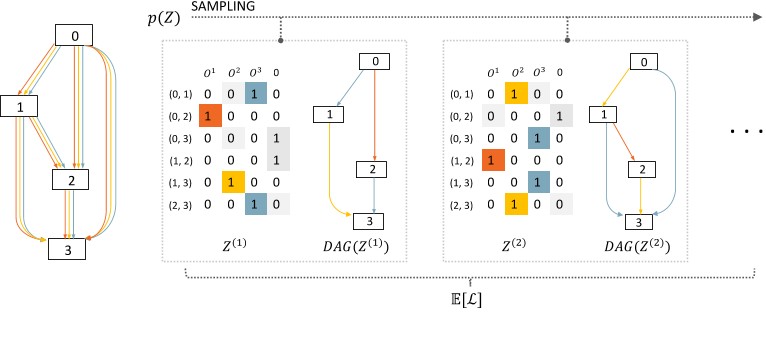 SAMPLING
p(Z)
0
1
2
3
O¹ O² O³ 0
(0, 1) 0 0 1 0
(0, 2) 1 0 0 0
(0, 3) 0 0 0 1
(1, 2) 0 0 0 1
(1, 3) 0 1 0 0
(2, 3) 0 0 1 0
Z⁽¹⁾
0
1
2
3
DAG(Z⁽¹⁾)
O¹ O² O³ 0
(0, 1) 0 1 0 0
(0, 2) 0 0 0 1
(0, 3) 0 0 1 0
(1, 2) 1 0 0 0
(1, 3) 0 0 1 0
(2, 3) 0 1 0 0
Z⁽²⁾
0
1
2
3
DAG(Z⁽²⁾)
· · ·
𝔼[ℒ]